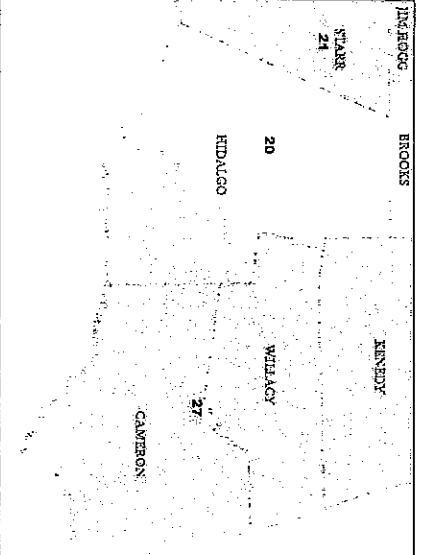 JIM HOGG
BROOKS
KENEDY
STARR
21
20
HIDALGO
WILLACY
27
CAMERON